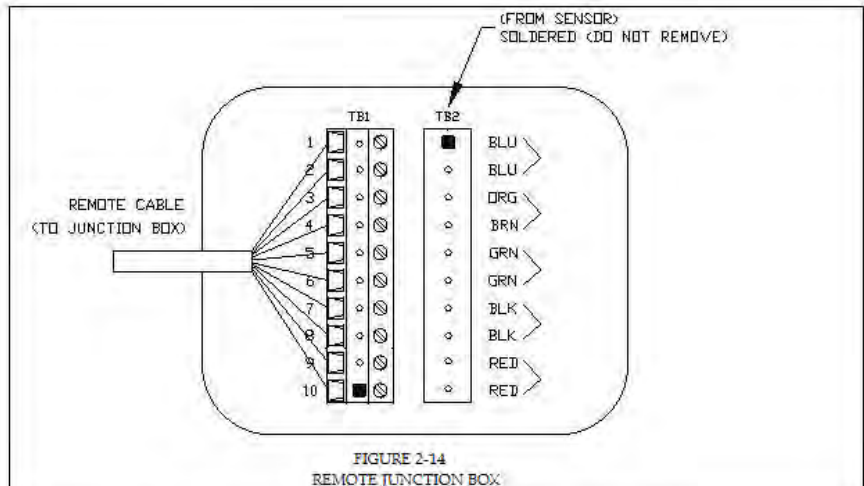 (FROM SENSOR)
SOLDERED (DO NOT REMOVE)
TB1
TB2
1
BLU
2
BLU
REMOTE CABLE
(TO JUNCTION BOX)
3
ORG
4
BRN
5
GRN
6
GRN
7
BLK
8
BLK
9
RED
10
RED
FIGURE 2-14
REMOTE JUNCTION BOX